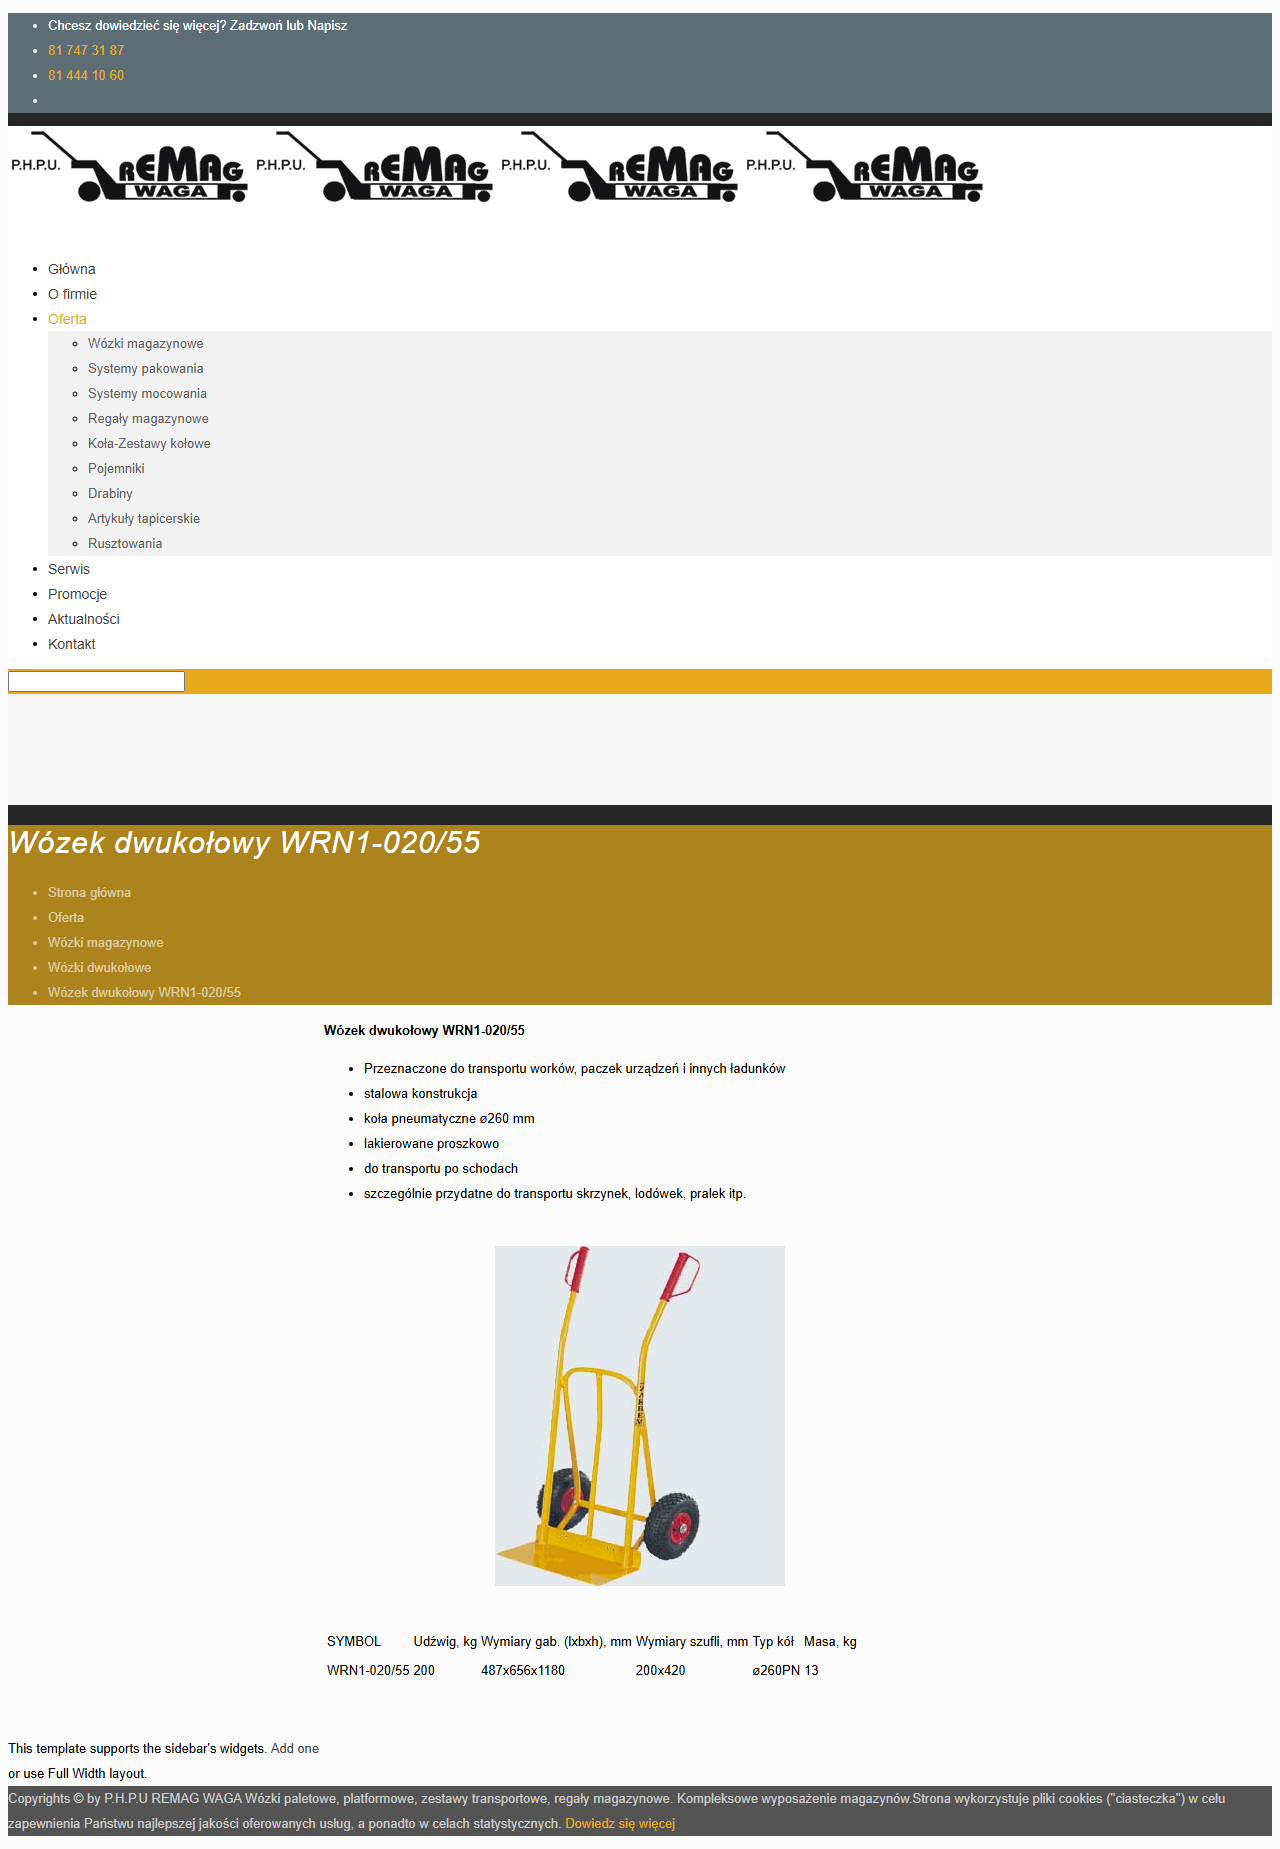 Chcesz dowiedzieć się więcej? Zadzwoń lub Napisz
81 747 31 87
81 444 10 60
P.H.P.U. REMAG WAGA P.H.P.U. REMAG WAGA P.H.P.U. REMAG WAGA P.H.P.U. REMAG WAGA
Główna
O firmie
Oferta
Wózki magazynowe
Systemy pakowania
Systemy mocowania
Regały magazynowe
Koła-Zestawy kołowe
Pojemniki
Drabiny
Artykuły tapicerskie
Rusztowania
Serwis
Promocje
Aktualności
Kontakt
Wózek dwukołowy WRN1-020/55
Strona główna
Oferta
Wózki magazynowe
Wózki dwukołowe
Wózek dwukołowy WRN1-020/55
Wózek dwukołowy WRN1-020/55
Przeznaczone do transportu worków, paczek urządzeń i innych ładunków
stalowa konstrukcja
koła pneumatyczne ø260 mm
lakierowane proszkowo
do transportu po schodach
szczególnie przydatne do transportu skrzynek, lodówek, pralek itp.
ZAKREM
SYMBOL Udźwig, kg Wymiary gab. (lxbxh), mm Wymiary szufli, mm Typ kół Masa, kg
WRN1-020/55 200 487x656x1180 200x420 ø260PN 13
This template supports the sidebar's widgets. Add one
or use Full Width layout.
Copyrights © by P.H.P.U REMAG WAGA Wózki paletowe, platformowe, zestawy transportowe, regały magazynowe. Kompleksowe wyposażenie magazynów.Strona wykorzystuje pliki cookies ("ciasteczka") w celu
zapewnienia Państwu najlepszej jakości oferowanych usług, a ponadto w celach statystycznych. Dowiedz się więcej